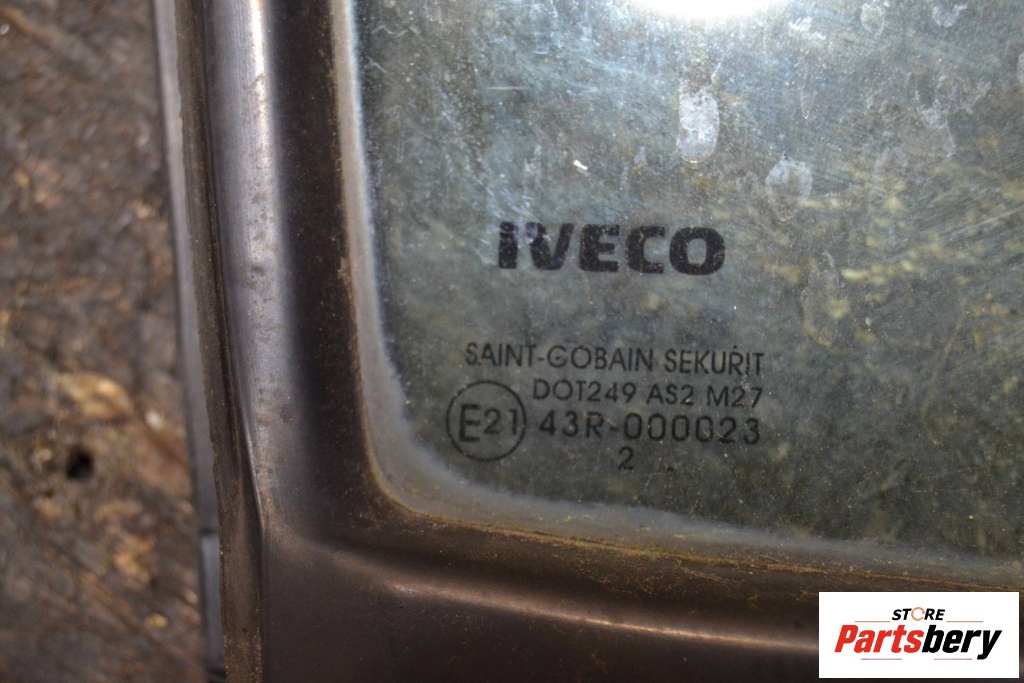 IVECO
SAINT-GOBAIN SEKURIT
DOT249 AS2 M27
E21 43R-000023
2
STORE
Partsbery